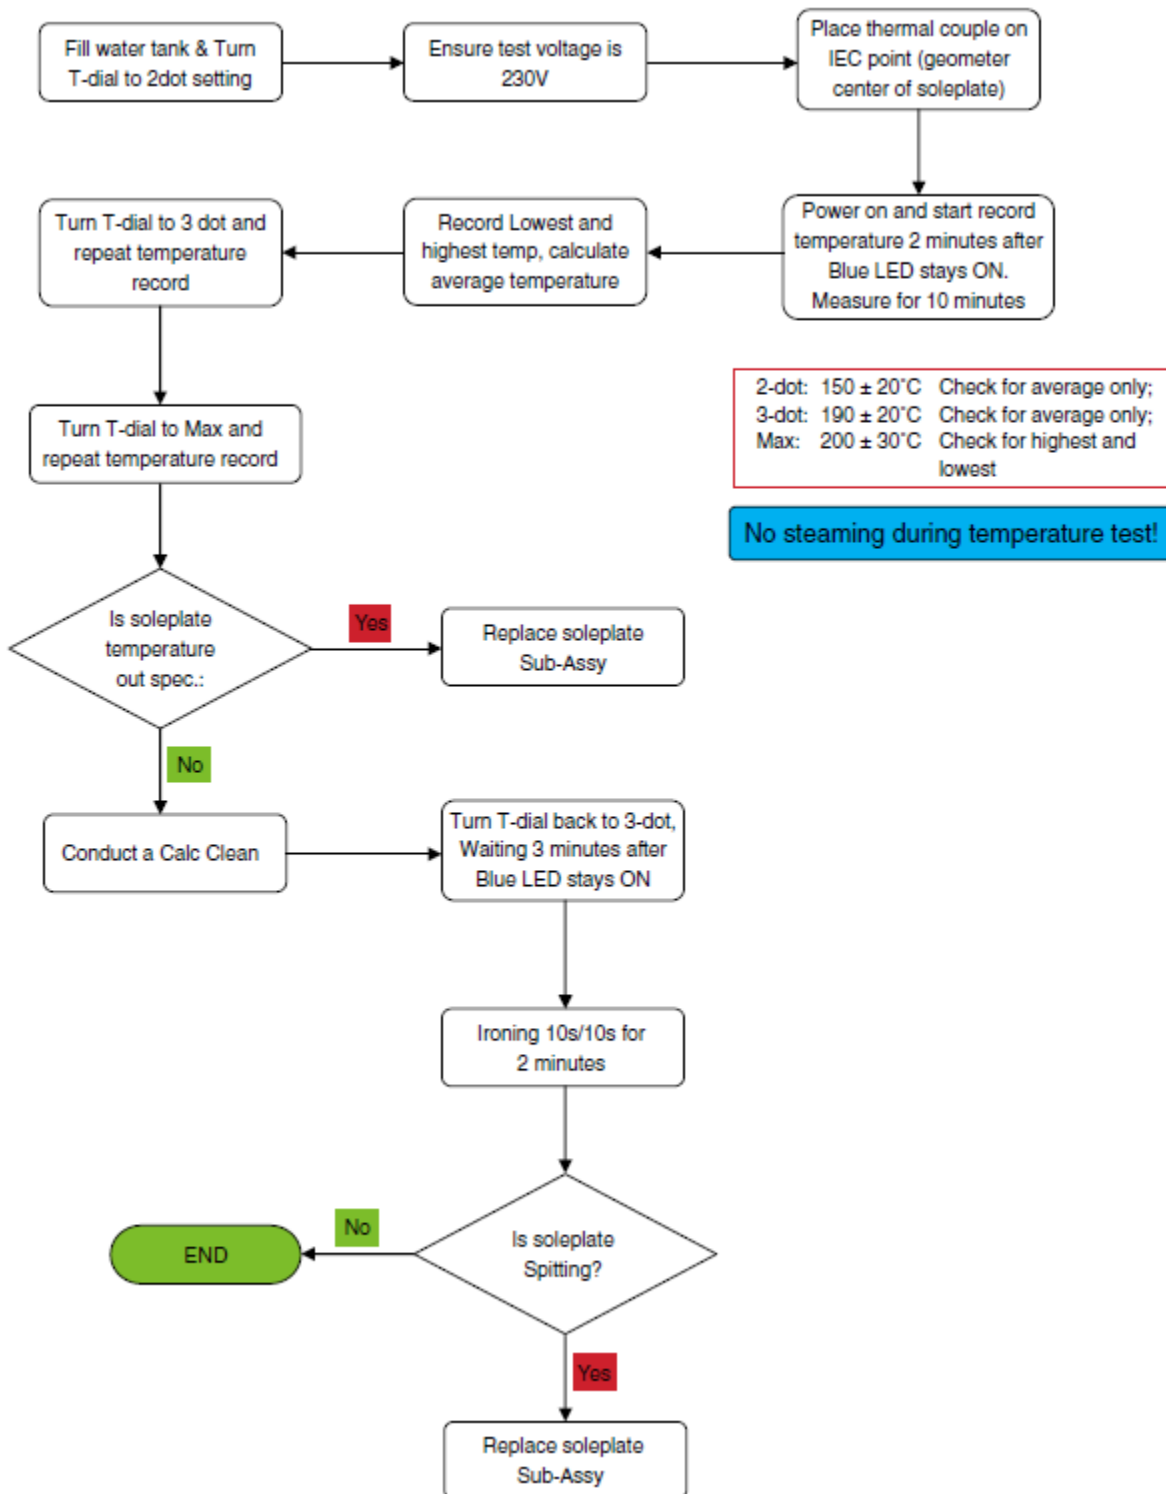 Fill water tank & Turn
T-dial to 2dot setting
Ensure test voltage is
230V
Place thermal couple on
IEC point (geometer
center of soleplate)
Power on and start record
temperature 2 minutes after
Blue LED stays ON.
Measure for 10 minutes
Record Lowest and
highest temp, calculate
average temperature
Turn T-dial to 3 dot and
repeat temperature
record
Turn T-dial to Max and
repeat temperature record
2-dot: 150 ± 20°C Check for average only;
3-dot: 190 ± 20°C Check for average only;
Max: 200 ± 30°C Check for highest and
lowest
No steaming during temperature test!
Is soleplate
temperature
out spec.:
Yes
Replace soleplate
Sub-Assy
No
Conduct a Calc Clean
Turn T-dial back to 3-dot,
Waiting 3 minutes after
Blue LED stays ON
Ironing 10s/10s for
2 minutes
Is soleplate
Spitting?
No
END
Yes
Replace soleplate
Sub-Assy